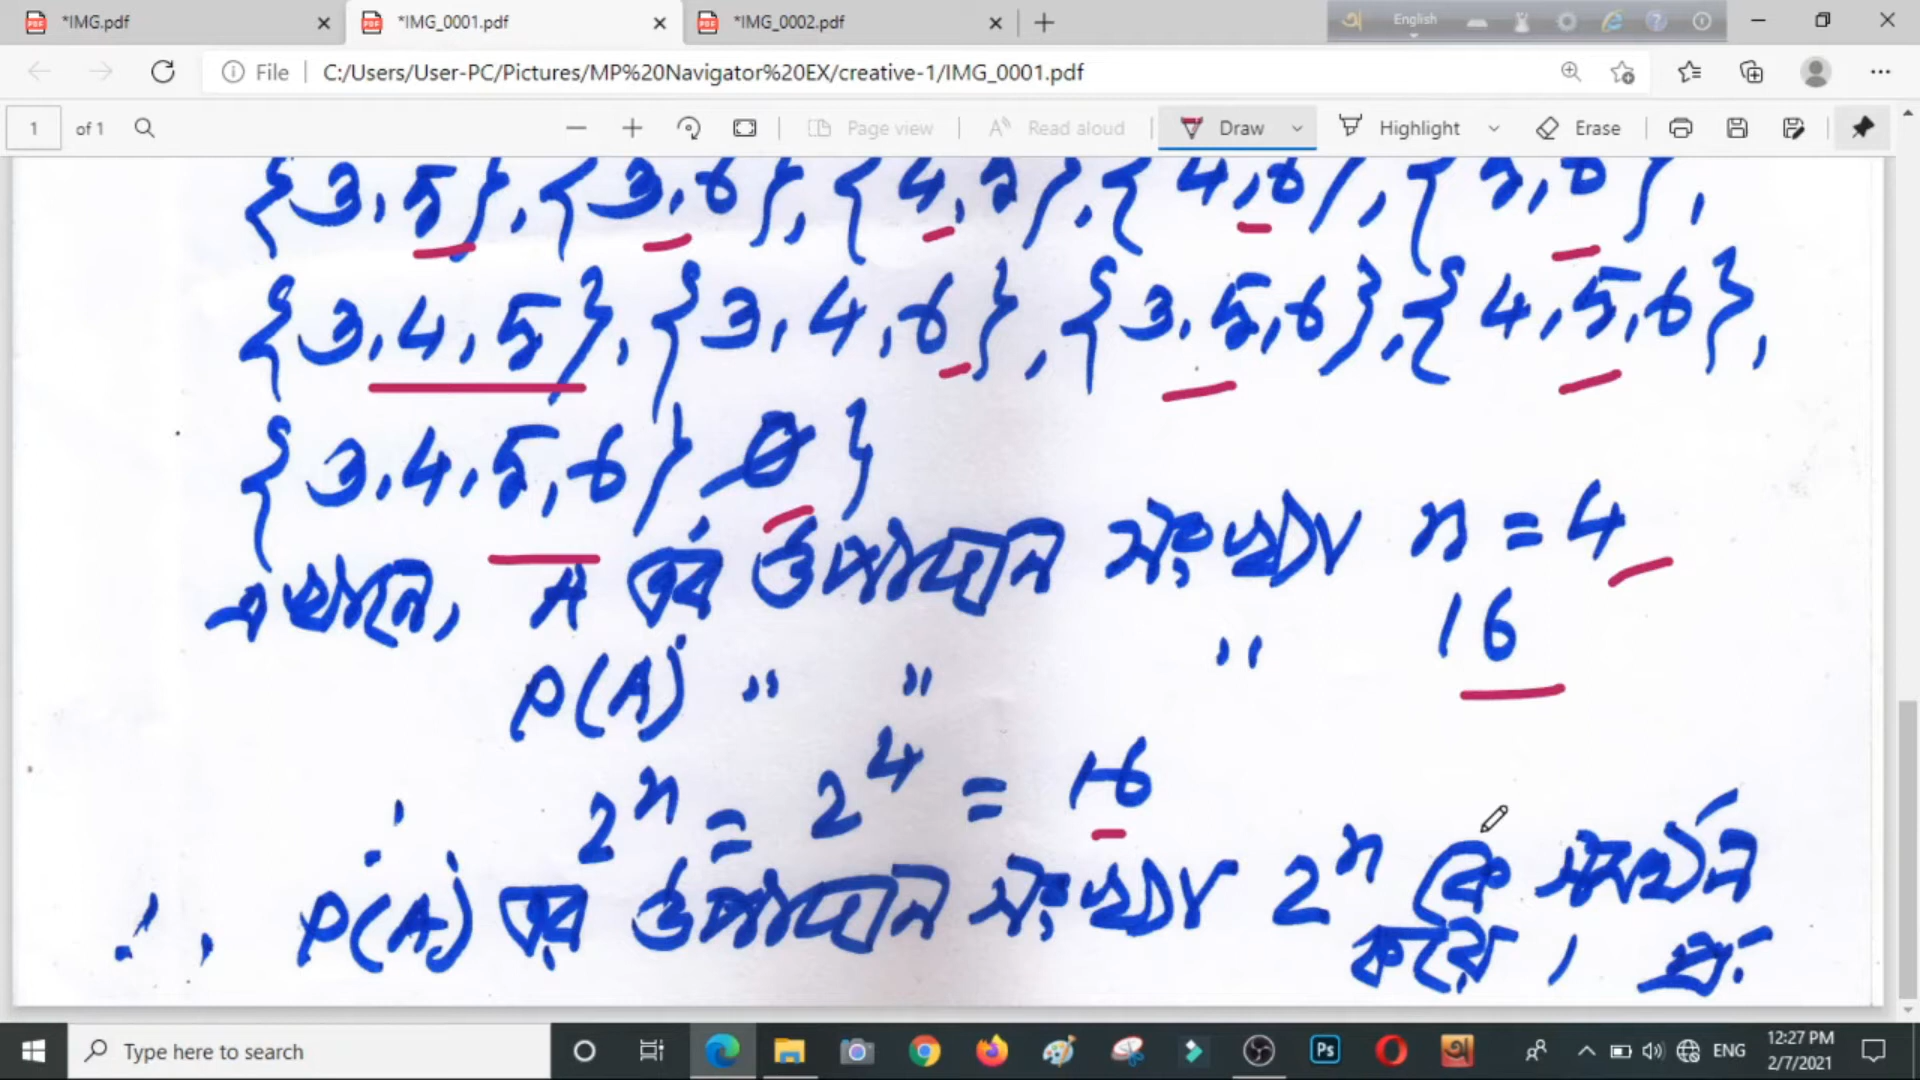 *IMG.pdf
*IMG_0001.pdf
*IMG_0002.pdf
English
File
C:/Users/User-PC/Pictures/MP%20Navigator%20EX/creative-1/IMG_0001.pdf
1 of 1
Page view
Read aloud
Draw
Highlight
Erase
{3,5}, {3,6}, {4,5}, {4,6}, {5,6},
{3,4,5}, {3,4,6}, {3,5,6}, {4,5,6},
{3,4,5,6} Ø }
এখানে, A এর উপাদান সংখ্যা n = 4
P(A) " " " 16
∴ 2ⁿ = 2⁴ = 16
∴ P(A) এর উপাদান সংখ্যা 2ⁿ কে সমর্থন
করে।
Type here to search
Ps
অ
ENG
12:27 PM
2/7/2021